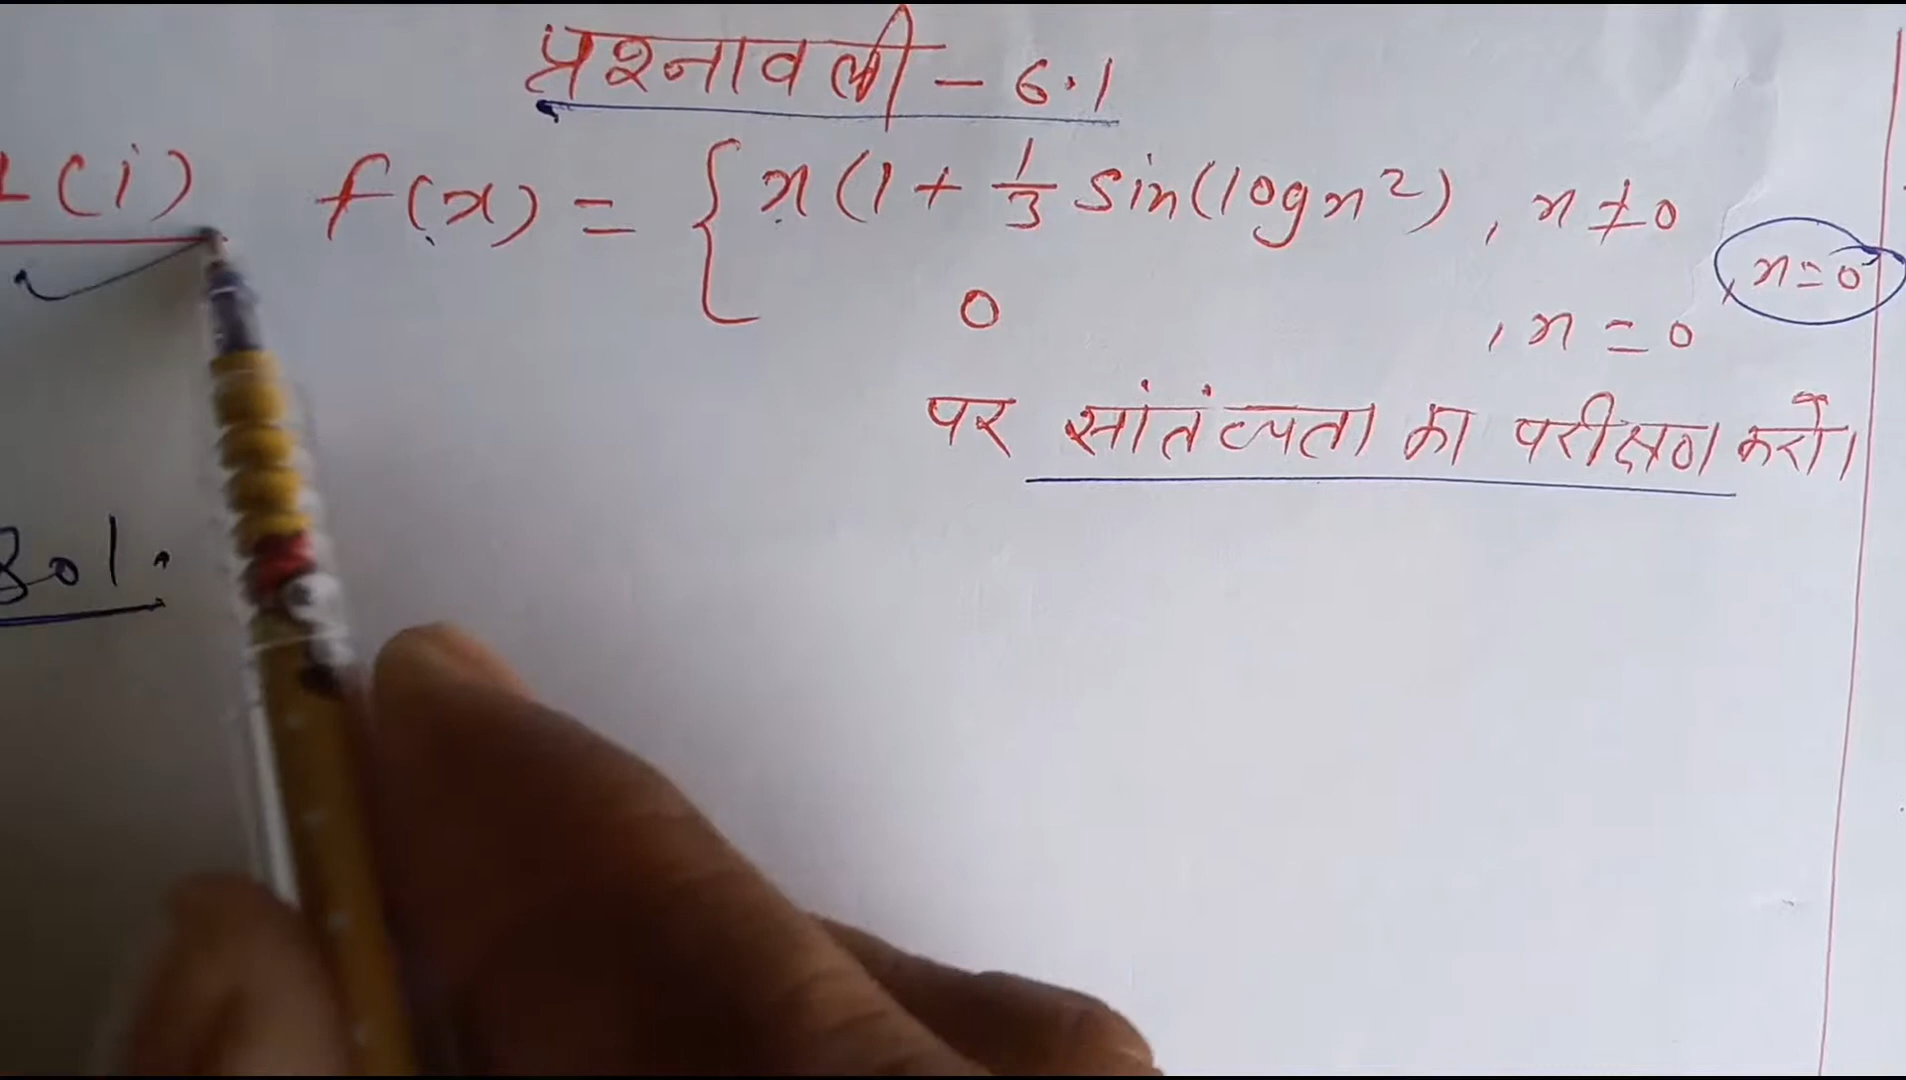 प्रश्नावली - 6.1
1(i) f(x) = { x(1 + 1/3 sin(log x²) , x ≠ 0
0 , x = 0 , x = 0
पर सांतंव्यता का परीक्षण करो।
Sol.